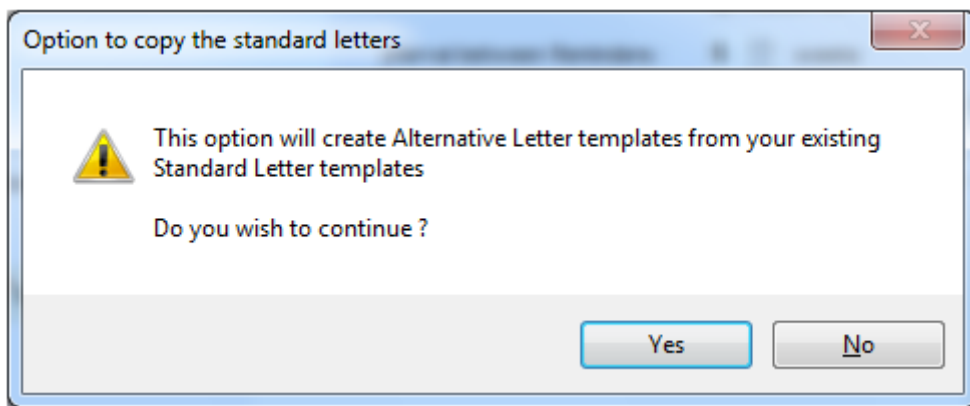 Option to copy the standard letters
This option will create Alternative Letter templates from your existing
Standard Letter templates
Do you wish to continue ?
Yes
No